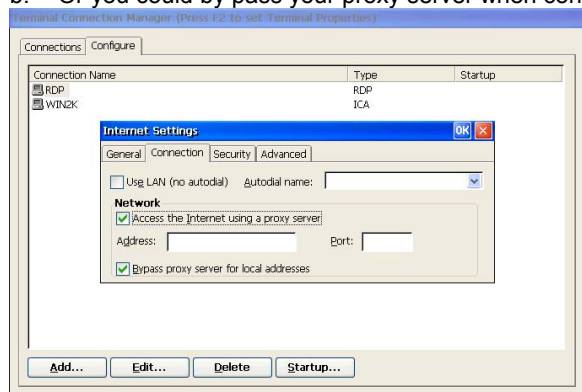 b. Or you could by pass your proxy server when con
Terminal Connection Manager (Press F2 to set Terminal Properties)
Connections Configure
Connection Name Type Startup
RDP RDP
WIN2K ICA
Internet Settings OK
General Connection Security Advanced
Use LAN (no autodial) Autodial name:
Network
Access the Internet using a proxy server
Address: Port:
Bypass proxy server for local addresses
Add... Edit... Delete Startup...